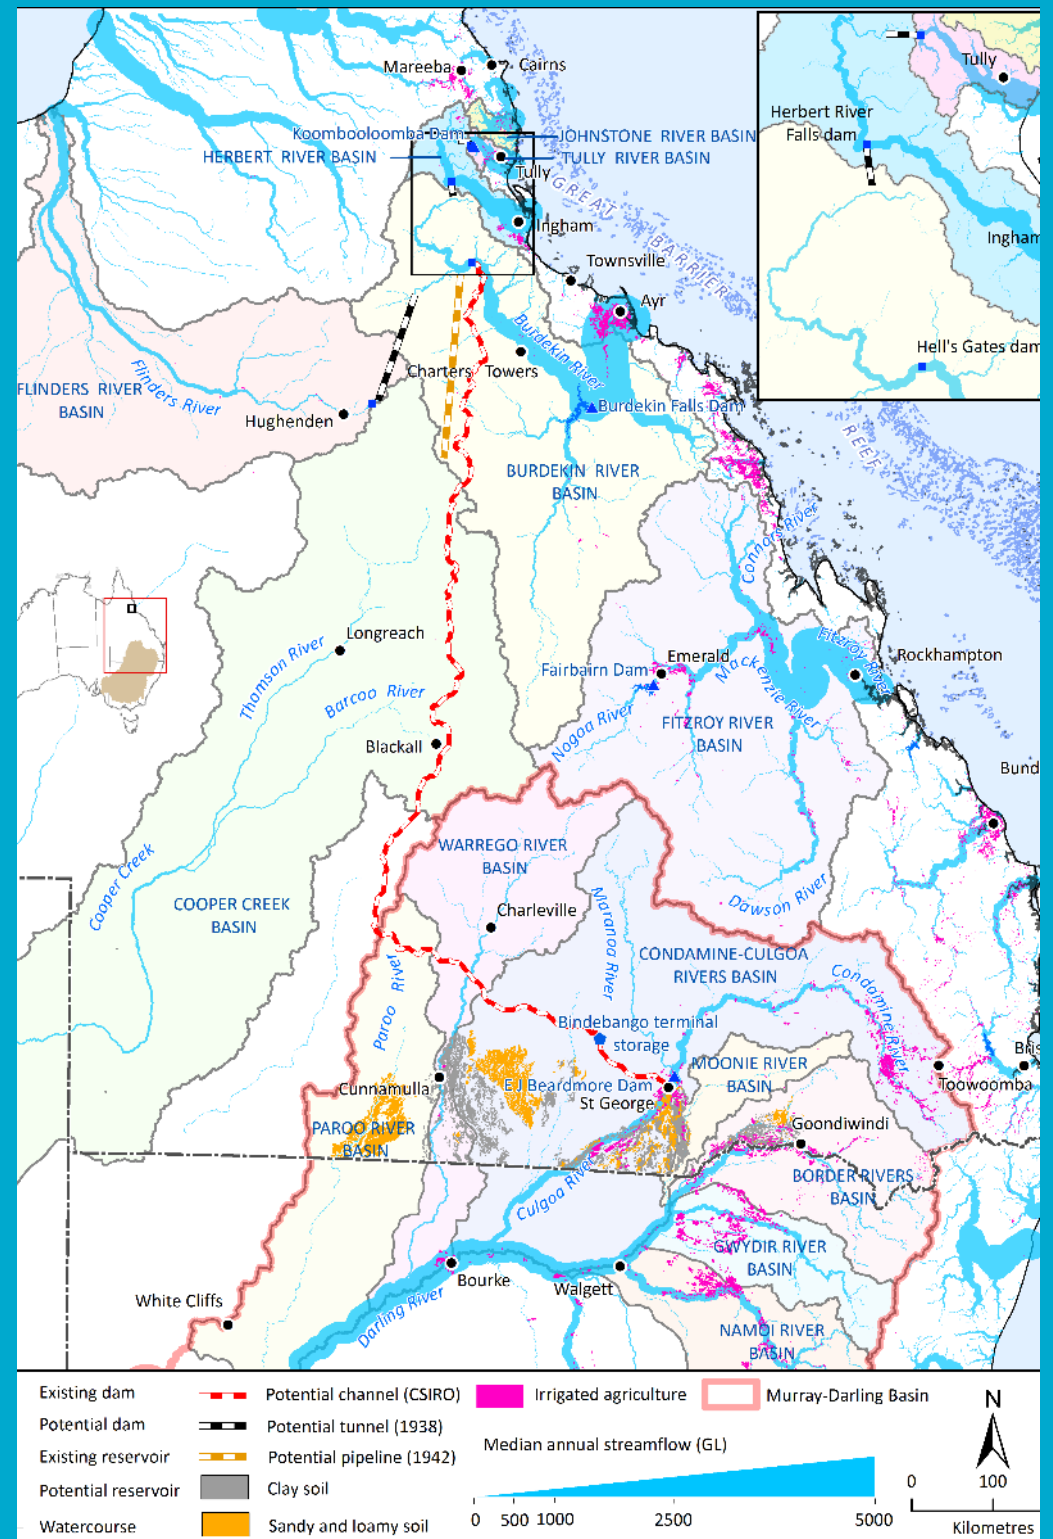 Mareeba
Cairns
Koombooloomba Dam
JOHNSTONE RIVER BASIN
HERBERT RIVER BASIN
TULLY RIVER BASIN
Tully
Ingham
GREAT
BARRIER
REEF
Townsville
Ayr
Burdekin River
Charters Towers
Burdekin Falls Dam
FLINDERS RIVER
BASIN
Flinders River
Hughenden
BURDEKIN RIVER
BASIN
Tully
Herbert River
Falls dam
Ingham
Hell's Gates dam
Connors River
Longreach
Thomson River
Barcoo River
Blackall
Fairbairn Dam
Emerald
Mackenzie River
Fitzroy River
Rockhampton
Nogoa River
FITZROY RIVER
BASIN
Bund
WARREGO RIVER
BASIN
Cooper Creek
COOPER CREEK
BASIN
Charleville
Maranoa River
Dawson River
CONDAMINE-CULGOA
RIVERS BASIN
Condamine River
Paroo River
Bindebango terminal
storage
MOONIE RIVER
BASIN
Bris
Toowoomba
Cunnamulla
E J Beardmore Dam
St George
Goondiwindi
PAROO RIVER
BASIN
BORDER RIVERS
BASIN
Culgoa River
GWYDIR RIVER
BASIN
Bourke
Walgett
White Cliffs
Darling River
NAMOI RIVER
BASIN
Existing dam
Potential channel (CSIRO)
Irrigated agriculture
Murray-Darling Basin
N
Potential dam
Potential tunnel (1938)
Existing reservoir
Potential pipeline (1942)
Median annual streamflow (GL)
Potential reservoir
Clay soil
0 100
Watercourse
Sandy and loamy soil
0 500 1000 2500 5000
Kilometres